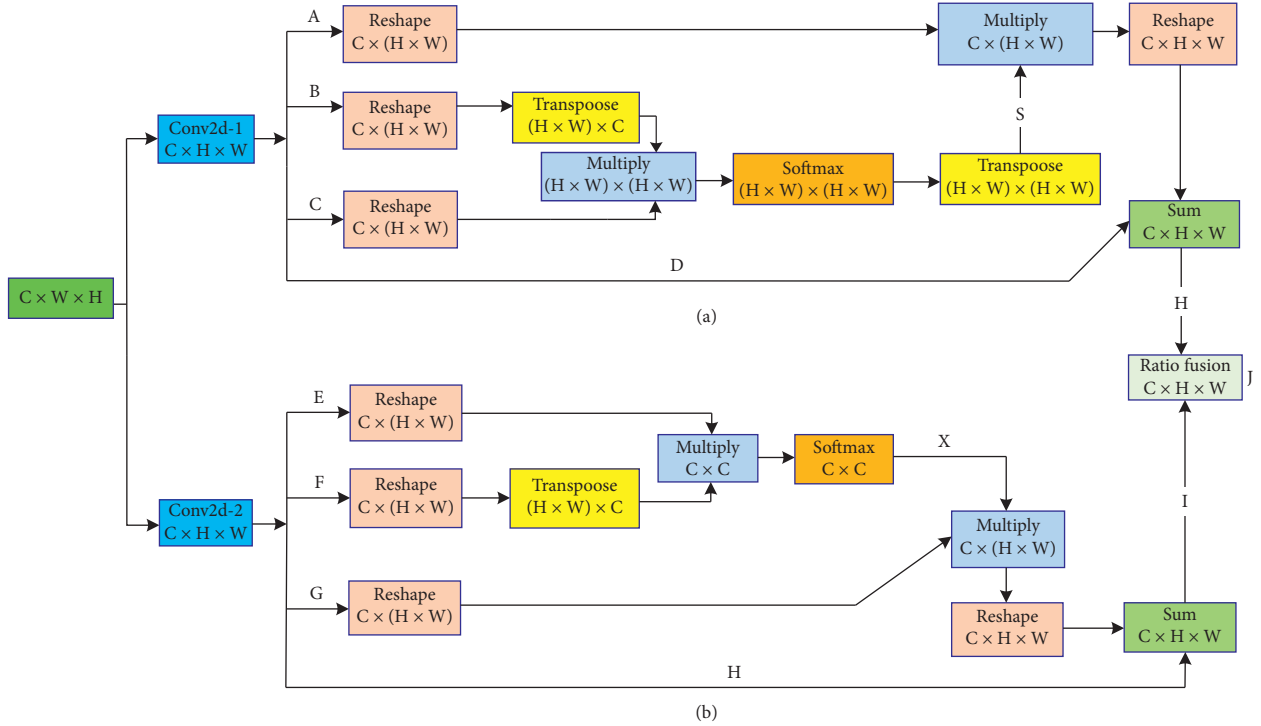 A
Reshape
C × (H × W)
Multiply
C × (H × W)
Reshape
C × H × W
B
Reshape
C × (H × W)
Transpoose
(H × W) × C
S
Conv2d-1
C × H × W
Multiply
(H × W) × (H × W)
Softmax
(H × W) × (H × W)
Transpoose
(H × W) × (H × W)
C
Reshape
C × (H × W)
Sum
C × H × W
D
C × W × H
H
(a)
Ratio fusion
C × H × W
J
E
Reshape
C × (H × W)
Multiply
C × C
Softmax
C × C
X
F
Reshape
C × (H × W)
Transpoose
(H × W) × C
I
Conv2d-2
C × H × W
Multiply
C × (H × W)
G
Reshape
C × (H × W)
Reshape
C × H × W
Sum
C × H × W
H
(b)